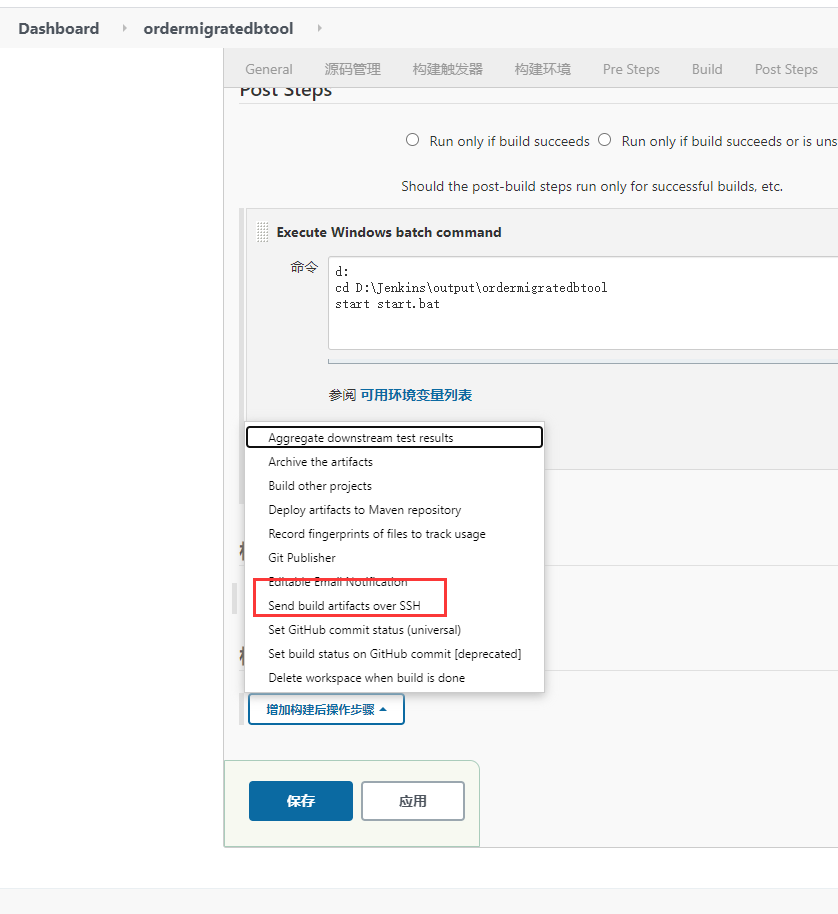 Dashboard ordermigratedbtool
General 源码管理 构建触发器 构建环境 Pre Steps Build Post Steps
Post Steps
Run only if build succeeds Run only if build succeeds or is uns
Should the post-build steps run only for successful builds, etc.
Execute Windows batch command
命令
d:
cd D:\Jenkins\output\ordermigratedbtool
start start.bat
参阅 可用环境变量列表
Aggregate downstream test results
Archive the artifacts
Build other projects
Deploy artifacts to Maven repository
Record fingerprints of files to track usage
Git Publisher
Editable Email Notification
Send build artifacts over SSH
Set GitHub commit status (universal)
Set build status on GitHub commit [deprecated]
Delete workspace when build is done
增加构建后操作步骤
保存 应用